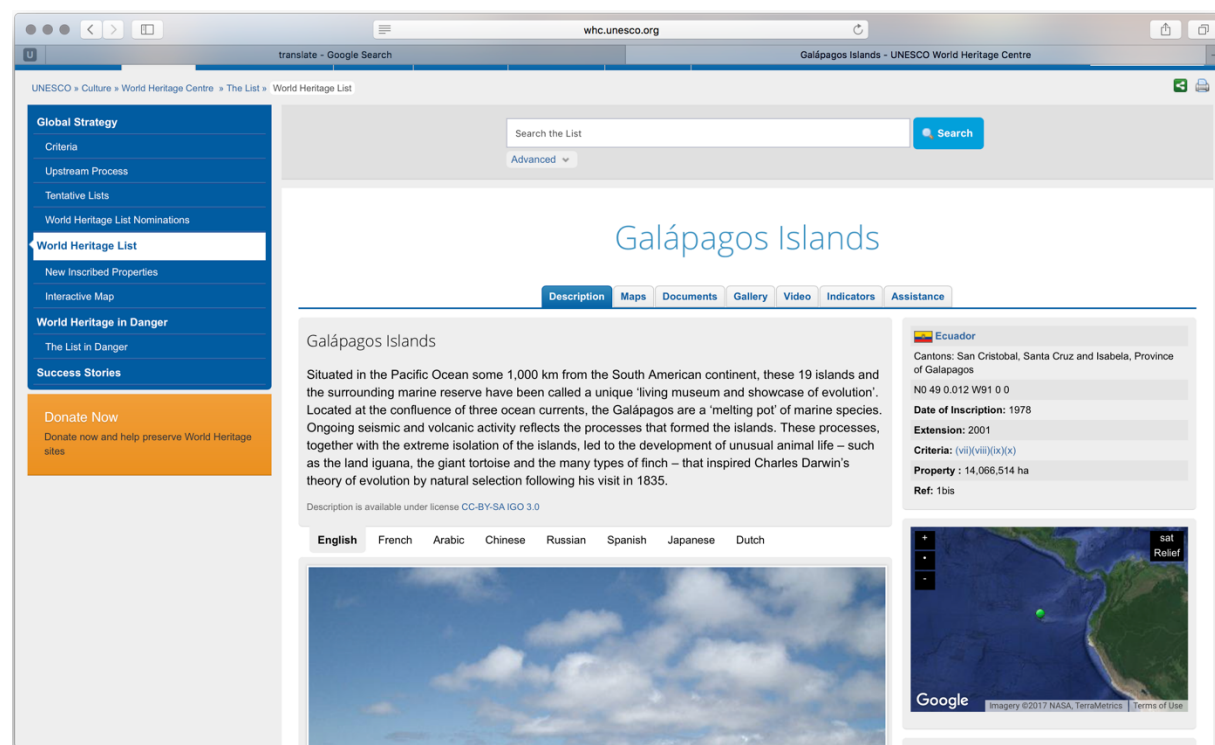 whc.unesco.org
U
translate - Google Search
Galápagos Islands - UNESCO World Heritage Centre
UNESCO » Culture » World Heritage Centre » The List » World Heritage List
Global Strategy
Criteria
Upstream Process
Tentative Lists
World Heritage List Nominations
World Heritage List
New Inscribed Properties
Interactive Map
World Heritage in Danger
The List in Danger
Success Stories
Donate Now
Donate now and help preserve World Heritage
sites
Search the List
Search
Advanced
Galápagos Islands
Description Maps Documents Gallery Video Indicators Assistance
Galápagos Islands
Situated in the Pacific Ocean some 1,000 km from the South American continent, these 19 islands and
the surrounding marine reserve have been called a unique ‘living museum and showcase of evolution’.
Located at the confluence of three ocean currents, the Galápagos are a ‘melting pot’ of marine species.
Ongoing seismic and volcanic activity reflects the processes that formed the islands. These processes,
together with the extreme isolation of the islands, led to the development of unusual animal life – such
as the land iguana, the giant tortoise and the many types of finch – that inspired Charles Darwin’s
theory of evolution by natural selection following his visit in 1835.
Description is available under license CC-BY-SA IGO 3.0
English French Arabic Chinese Russian Spanish Japanese Dutch
Ecuador
Cantons: San Cristobal, Santa Cruz and Isabela, Province
of Galapagos
N0 49 0.012 W91 0 0
Date of Inscription: 1978
Extension: 2001
Criteria: (vii)(viii)(ix)(x)
Property : 14,066,514 ha
Ref: 1bis
+
-
sat
Relief
Google
Imagery ©2017 NASA, TerraMetrics
Terms of Use